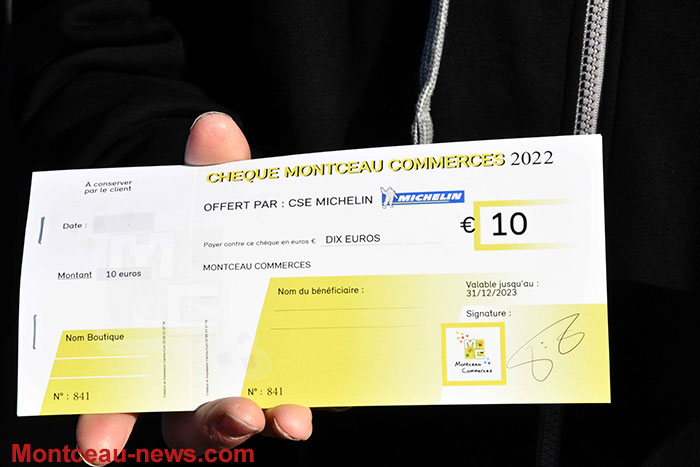 À conserver
par le client
Date :
Montant 10 euros
Nom Boutique
N° : 841
CHEQUE MONTCEAU COMMERCES 2022
OFFERT PAR : CSE MICHELIN MICHELIN
€ 10
Payer contre ce chèque en euros € DIX EUROS
MONTCEAU COMMERCES
Nom du bénéficiaire :
Valable jusqu'au :
31/12/2023
Signature :
Montceau
Commerces
N° : 841
Montceau-news.com